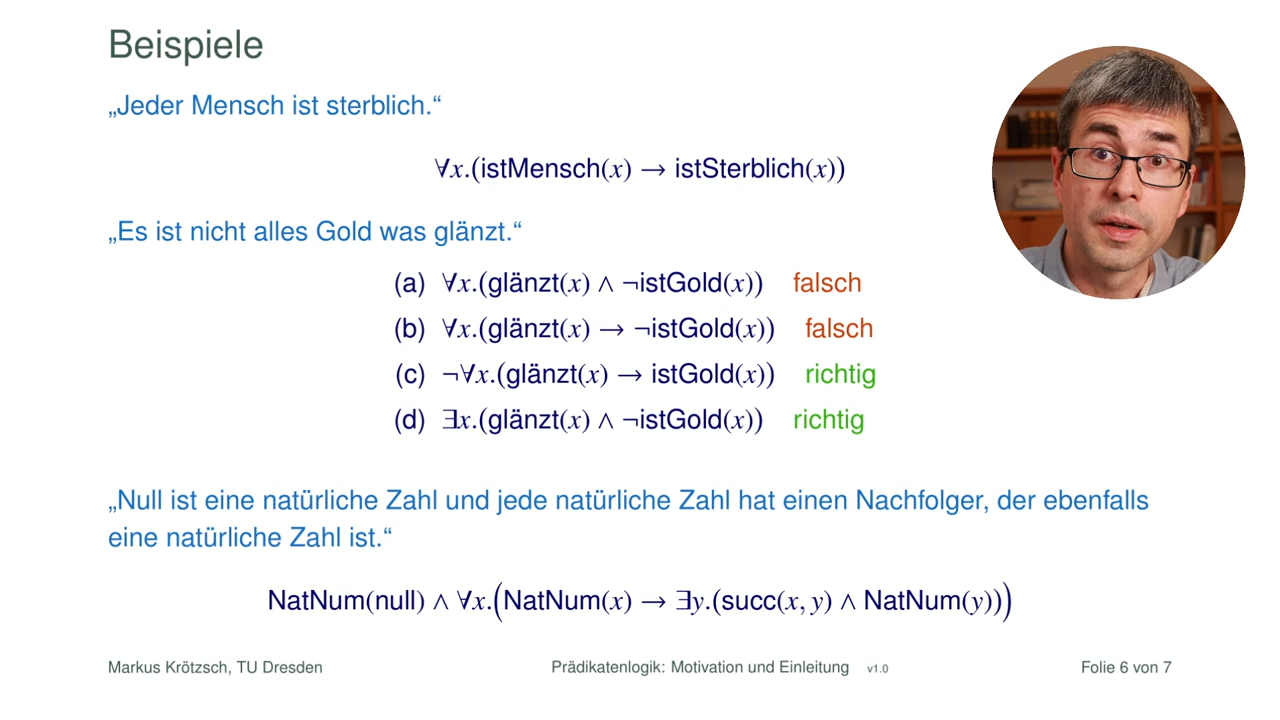 Beispiele
„Jeder Mensch ist sterblich.“
∀x.(istMensch(x) → istSterblich(x))
„Es ist nicht alles Gold was glänzt.“
(a) ∀x.(glänzt(x) ∧ ¬istGold(x)) falsch
(b) ∀x.(glänzt(x) → ¬istGold(x)) falsch
(c) ¬∀x.(glänzt(x) → istGold(x)) richtig
(d) ∃x.(glänzt(x) ∧ ¬istGold(x)) richtig
„Null ist eine natürliche Zahl und jede natürliche Zahl hat einen Nachfolger, der ebenfalls
eine natürliche Zahl ist.“
NatNum(null) ∧ ∀x.(NatNum(x) → ∃y.(succ(x, y) ∧ NatNum(y)))
Markus Krötzsch, TU Dresden Prädikatenlogik: Motivation und Einleitung v1.0 Folie 6 von 7